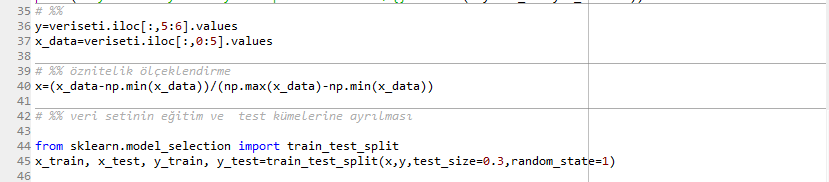 35 # %%
36 y=veriseti.iloc[:,5:6].values
37 x_data=veriseti.iloc[:,0:5].values
38
39 # %% öznitelik ölçeklendirme
40 x=(x_data-np.min(x_data))/(np.max(x_data)-np.min(x_data))
41
42 # %% veri setinin eğitim ve  test kümelerine ayrılması
43
44 from sklearn.model_selection import train_test_split
45 x_train, x_test, y_train, y_test=train_test_split(x,y,test_size=0.3,random_state=1)
46